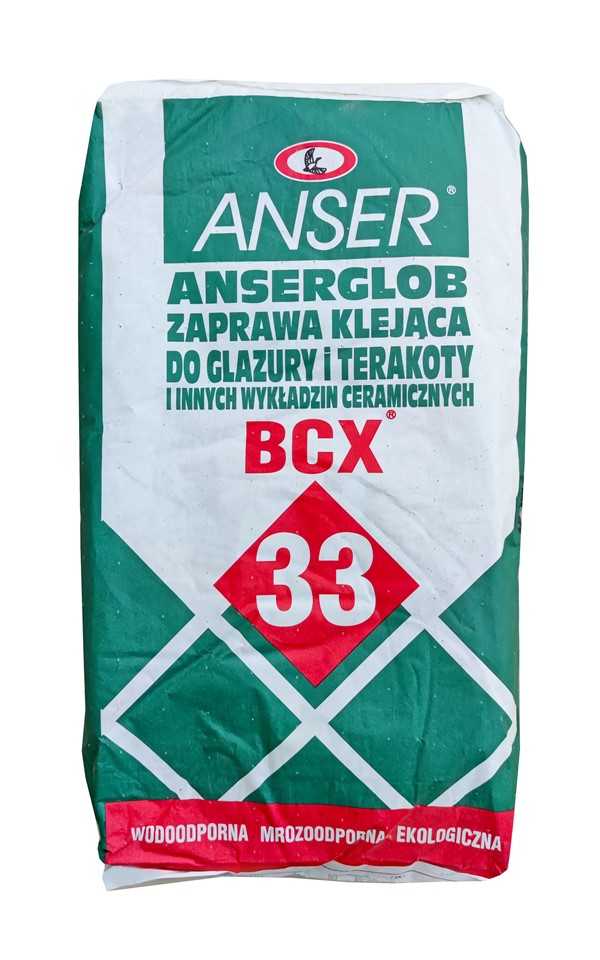 ANSER®
ANSERGLOB
ZAPRAWA KLEJĄCA
DO GLAZURY i TERAKOTY
I INNYCH WYKŁADZIN CERAMICZNYCH
BCX®
33
WODOODPORNA MROZOODPORNA EKOLOGICZNA